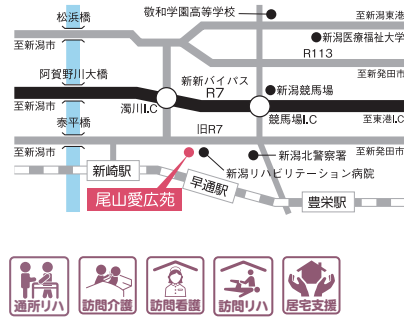 松浜橋
敬和学園高等学校
至新潟東港
至新潟市
新潟医療福祉大学
R113
阿賀野川大橋
新新バイパス
R7
至新発田市
新潟競馬場
至新潟市
濁川I.C
競馬場I.C
至東港I.C
泰平橋
旧R7
至新潟市
新潟北警察署
至新発田市
新崎駅
新潟リハビリテーション病院
早通駅
尾山愛広苑
豊栄駅
通所リハ
訪問介護
訪問看護
訪問リハ
居宅支援